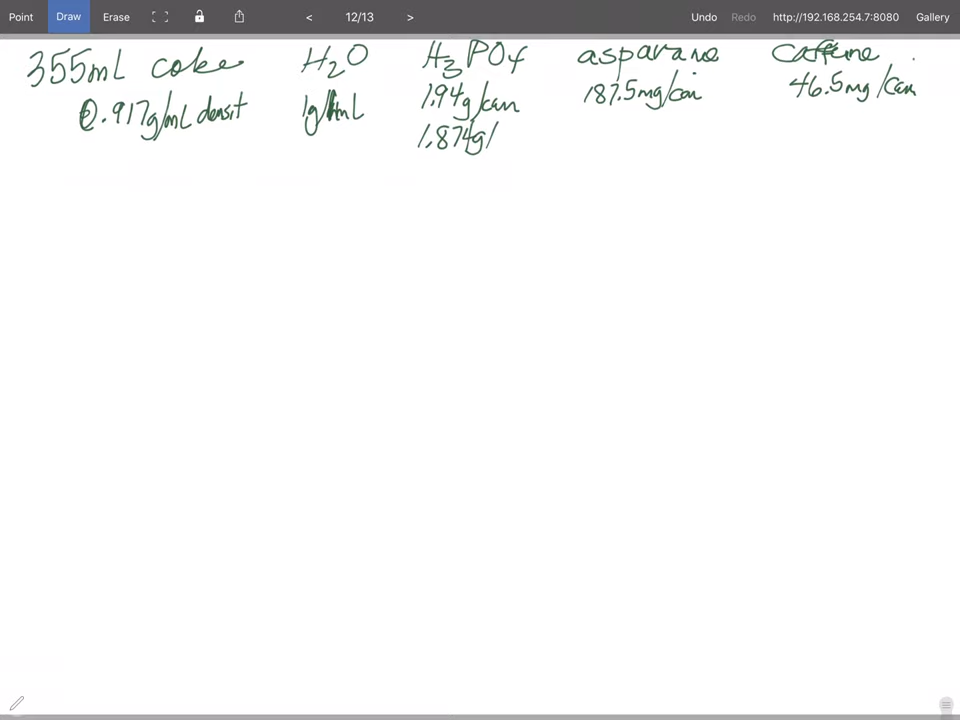 Point Draw Erase < 12/13 > Undo Redo http://192.168.254.7:8080 Gallery
355mL coke H2O H3PO4 asparane caffeine
0.917g/mL densit 1g/mL 1.94g/can 187.5mg/can 46.5mg/can
1.874g/